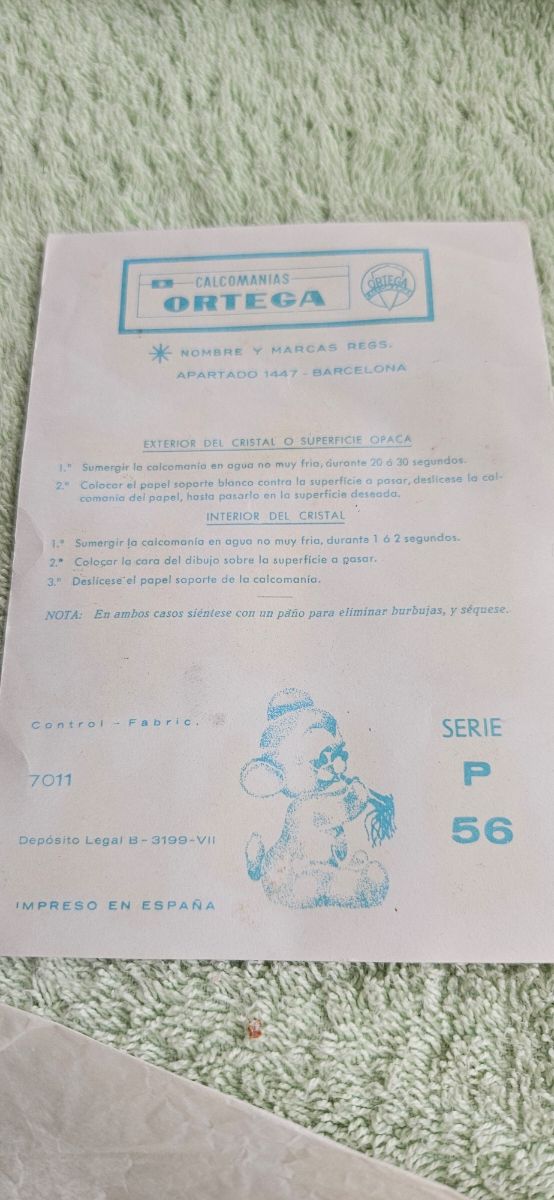 CALCOMANIAS
ORTEGA
ORTEGA
NOMBRE Y MARCAS REGS.
APARTADO 1447 - BARCELONA
EXTERIOR DEL CRISTAL O SUPERFICIE OPACA
1.º Sumergir la calcomanía en agua no muy fria, durante 20 ó 30 segundos.
2.º Colocar el papel soporte blanco contra la superfície a pasar, deslícese la cal-
comanía del papel, hasta pasarlo en la superfície deseada.
INTERIOR DEL CRISTAL
1.º Sumergir la calcomanía en agua no muy fria, durante 1 ó 2 segundos.
2.º Colocar la cara del dibujo sobre la superfície a pasar.
3.º Deslícese el papel soporte de la calcomanía.
NOTA: En ambos casos siéntese con un paño para eliminar burbujas, y séquese.
Control - Fabric.
7011
Depósito Legal B - 3199 - VII
IMPRESO EN ESPAÑA
SERIE
P
56